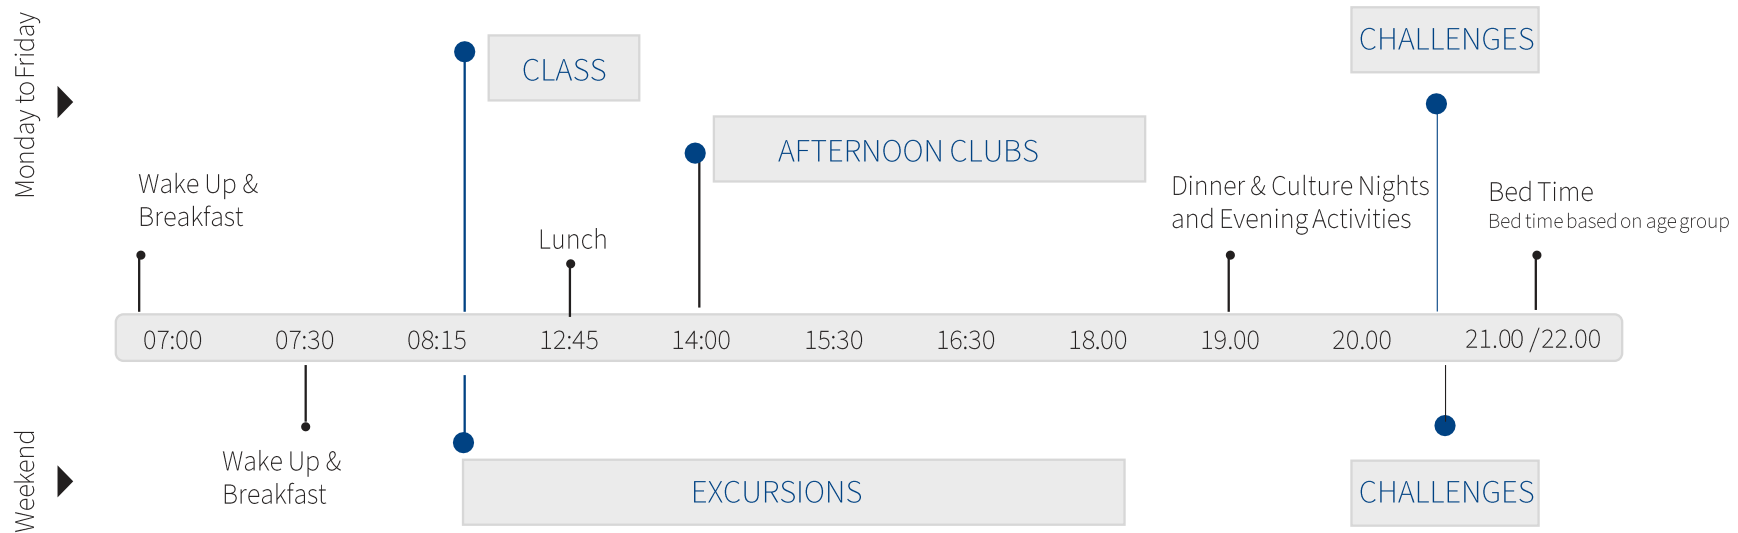 Monday to Friday
CLASS
CHALLENGES
AFTERNOON CLUBS
Wake Up &
Breakfast
Lunch
Dinner & Culture Nights
and Evening Activities
Bed Time
Bed time based on age group
07:00 07:30 08:15 12:45 14:00 15:30 16:30 18.00 19.00 20.00 21.00 /22.00
Weekend
Wake Up &
Breakfast
EXCURSIONS
CHALLENGES